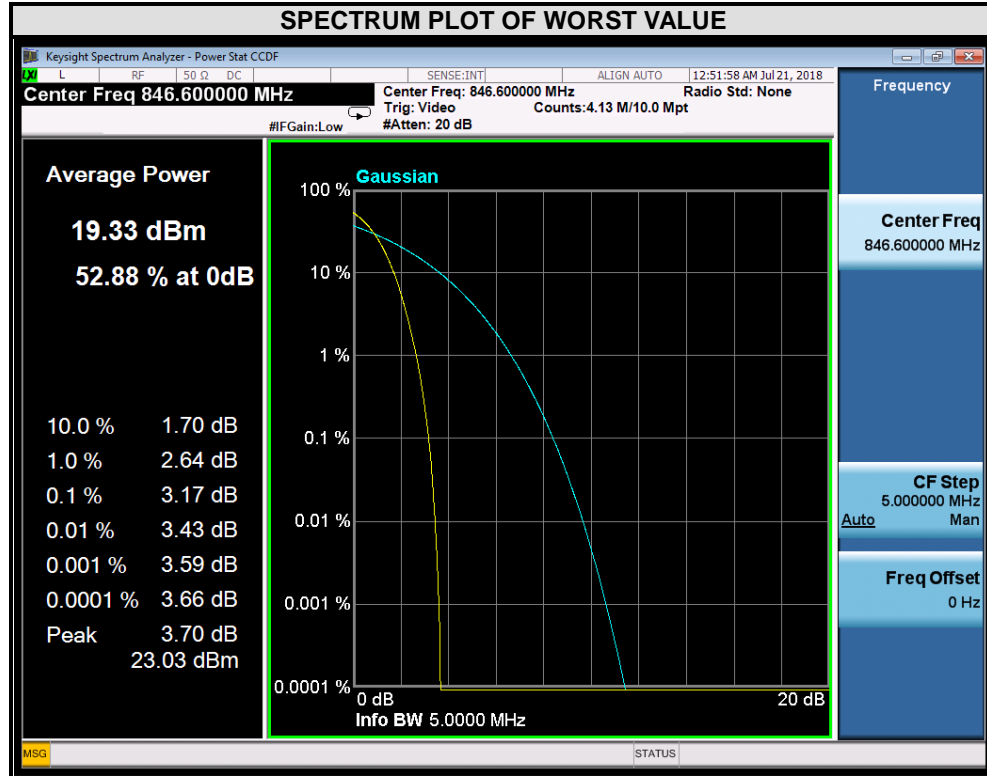 SPECTRUM PLOT OF WORST VALUE
Keysight Spectrum Analyzer - Power Stat CCDF
LXI L RF 50 Ω DC SENSE:INT ALIGN AUTO 12:51:58 AM Jul 21, 2018
Center Freq 846.600000 MHz
Center Freq: 846.600000 MHz Radio Std: None
Trig: Video Counts:4.13 M/10.0 Mpt
#IFGain:Low #Atten: 20 dB
Frequency
Average Power
19.33 dBm
52.88 % at 0dB
10.0 % 1.70 dB
1.0 % 2.64 dB
0.1 % 3.17 dB
0.01 % 3.43 dB
0.001 % 3.59 dB
0.0001 % 3.66 dB
Peak 3.70 dB
23.03 dBm
Gaussian
100 %
10 %
1 %
0.1 %
0.01 %
0.001 %
0.0001 %
0 dB 20 dB
Info BW 5.0000 MHz
Center Freq
846.600000 MHz
CF Step
5.000000 MHz
Auto Man
Freq Offset
0 Hz
MSG STATUS